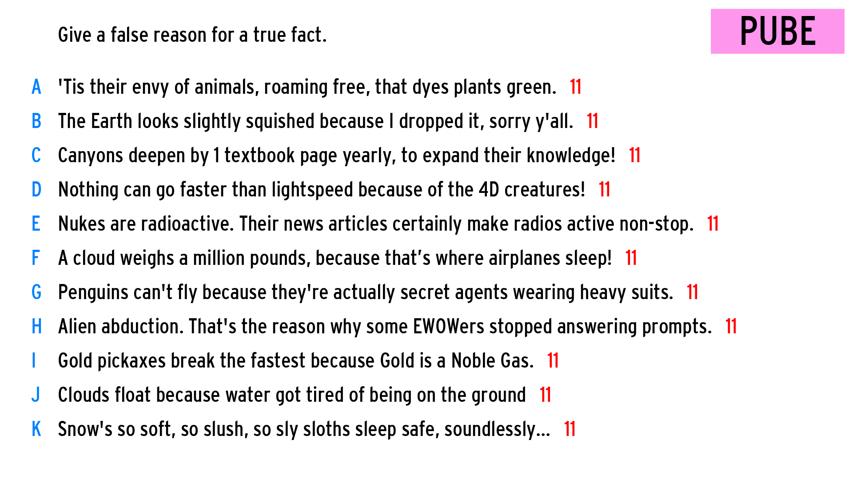 Give a false reason for a true fact.
PUBE
A 'Tis their envy of animals, roaming free, that dyes plants green. 11
B The Earth looks slightly squished because I dropped it, sorry y'all. 11
C Canyons deepen by 1 textbook page yearly, to expand their knowledge! 11
D Nothing can go faster than lightspeed because of the 4D creatures! 11
E Nukes are radioactive. Their news articles certainly make radios active non-stop. 11
F A cloud weighs a million pounds, because that’s where airplanes sleep! 11
G Penguins can't fly because they're actually secret agents wearing heavy suits. 11
H Alien abduction. That's the reason why some EWOWers stopped answering prompts. 11
I Gold pickaxes break the fastest because Gold is a Noble Gas. 11
J Clouds float because water got tired of being on the ground 11
K Snow's so soft, so slush, so sly sloths sleep safe, soundlessly... 11